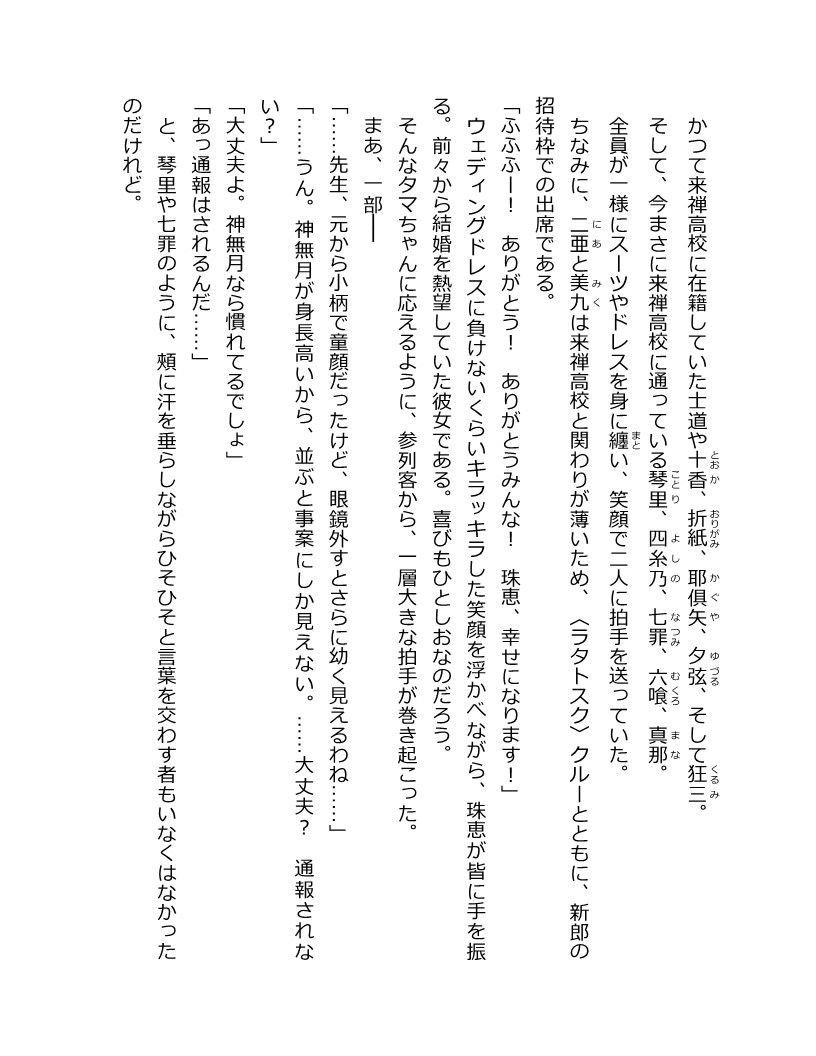 かつて来禅高校に在籍していた士道や十香、折紙、耶倶矢、夕弦、そして狂三。
そして、今まさに来禅高校に通っている琴里、四糸乃、七罪、六喰、真那。
全員が一様にスーツやドレスを身に纏い、笑顔で二人に拍手を送っていた。
ちなみに、二亜と美九は来禅高校と関わりが薄いため、〈ラタトスク〉クルーとともに、新郎の
招待枠での出席である。
「ふふふー！　ありがとう！　ありがとうみんな！　珠恵、幸せになります！」
ウェディングドレスに負けないくらいキラッキラした笑顔を浮かべながら、珠恵が皆に手を振
る。前々から結婚を熱望していた彼女である。喜びもひとしおなのだろう。
そんなタマちゃんに応えるように、参列客から、一層大きな拍手が巻き起こった。
まあ、一部――
「……先生、元から小柄で童顔だったけど、眼鏡外すとさらに幼く見えるわね……」
「……うん。神無月が身長高いから、並ぶと事案にしか見えない。……大丈夫？　通報されな
い？」
「大丈夫よ。神無月なら慣れてるでしょ」
「あっ通報はされるんだ……」
と、琴里や七罪のように、頬に汗を垂らしながらひそひそと言葉を交わす者もいなくはなかった
のだけれど。